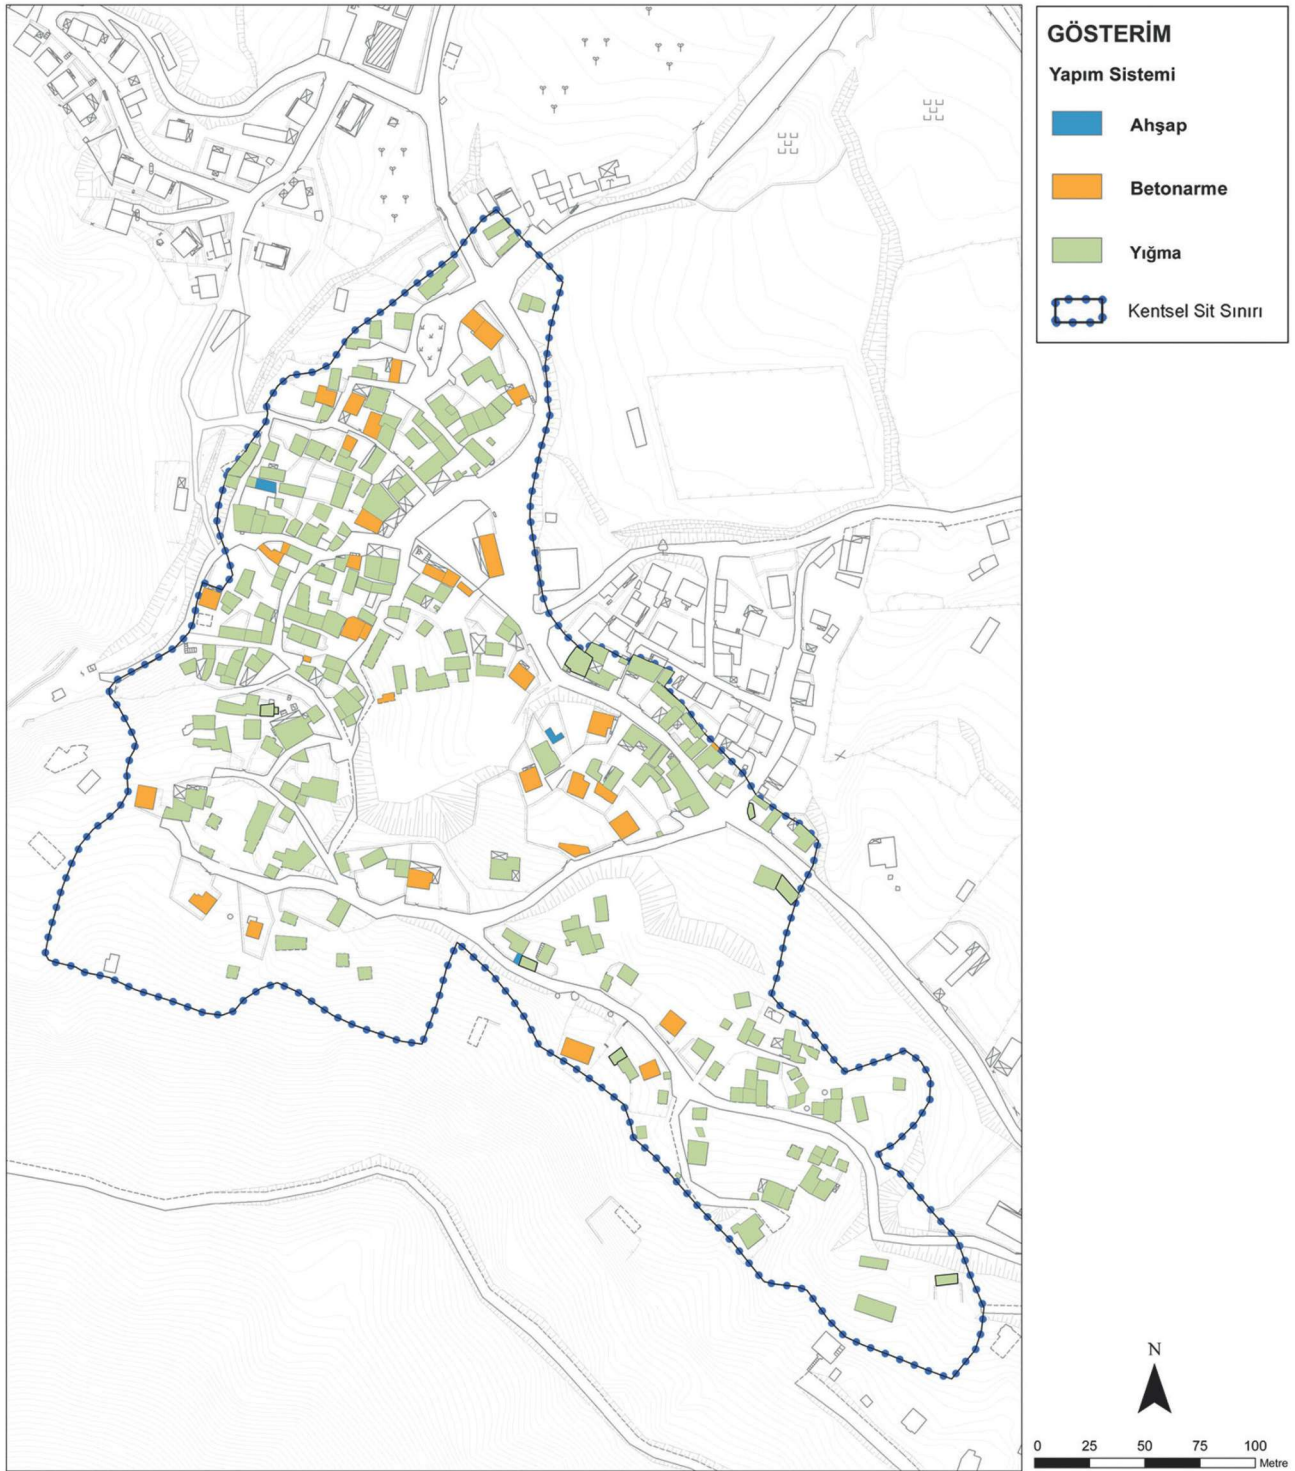 GÖSTERİM
Yapım Sistemi
Ahşap
Betonarme
Yığma
Kentsel Sit Sınırı
N
0 25 50 75 100
Metre